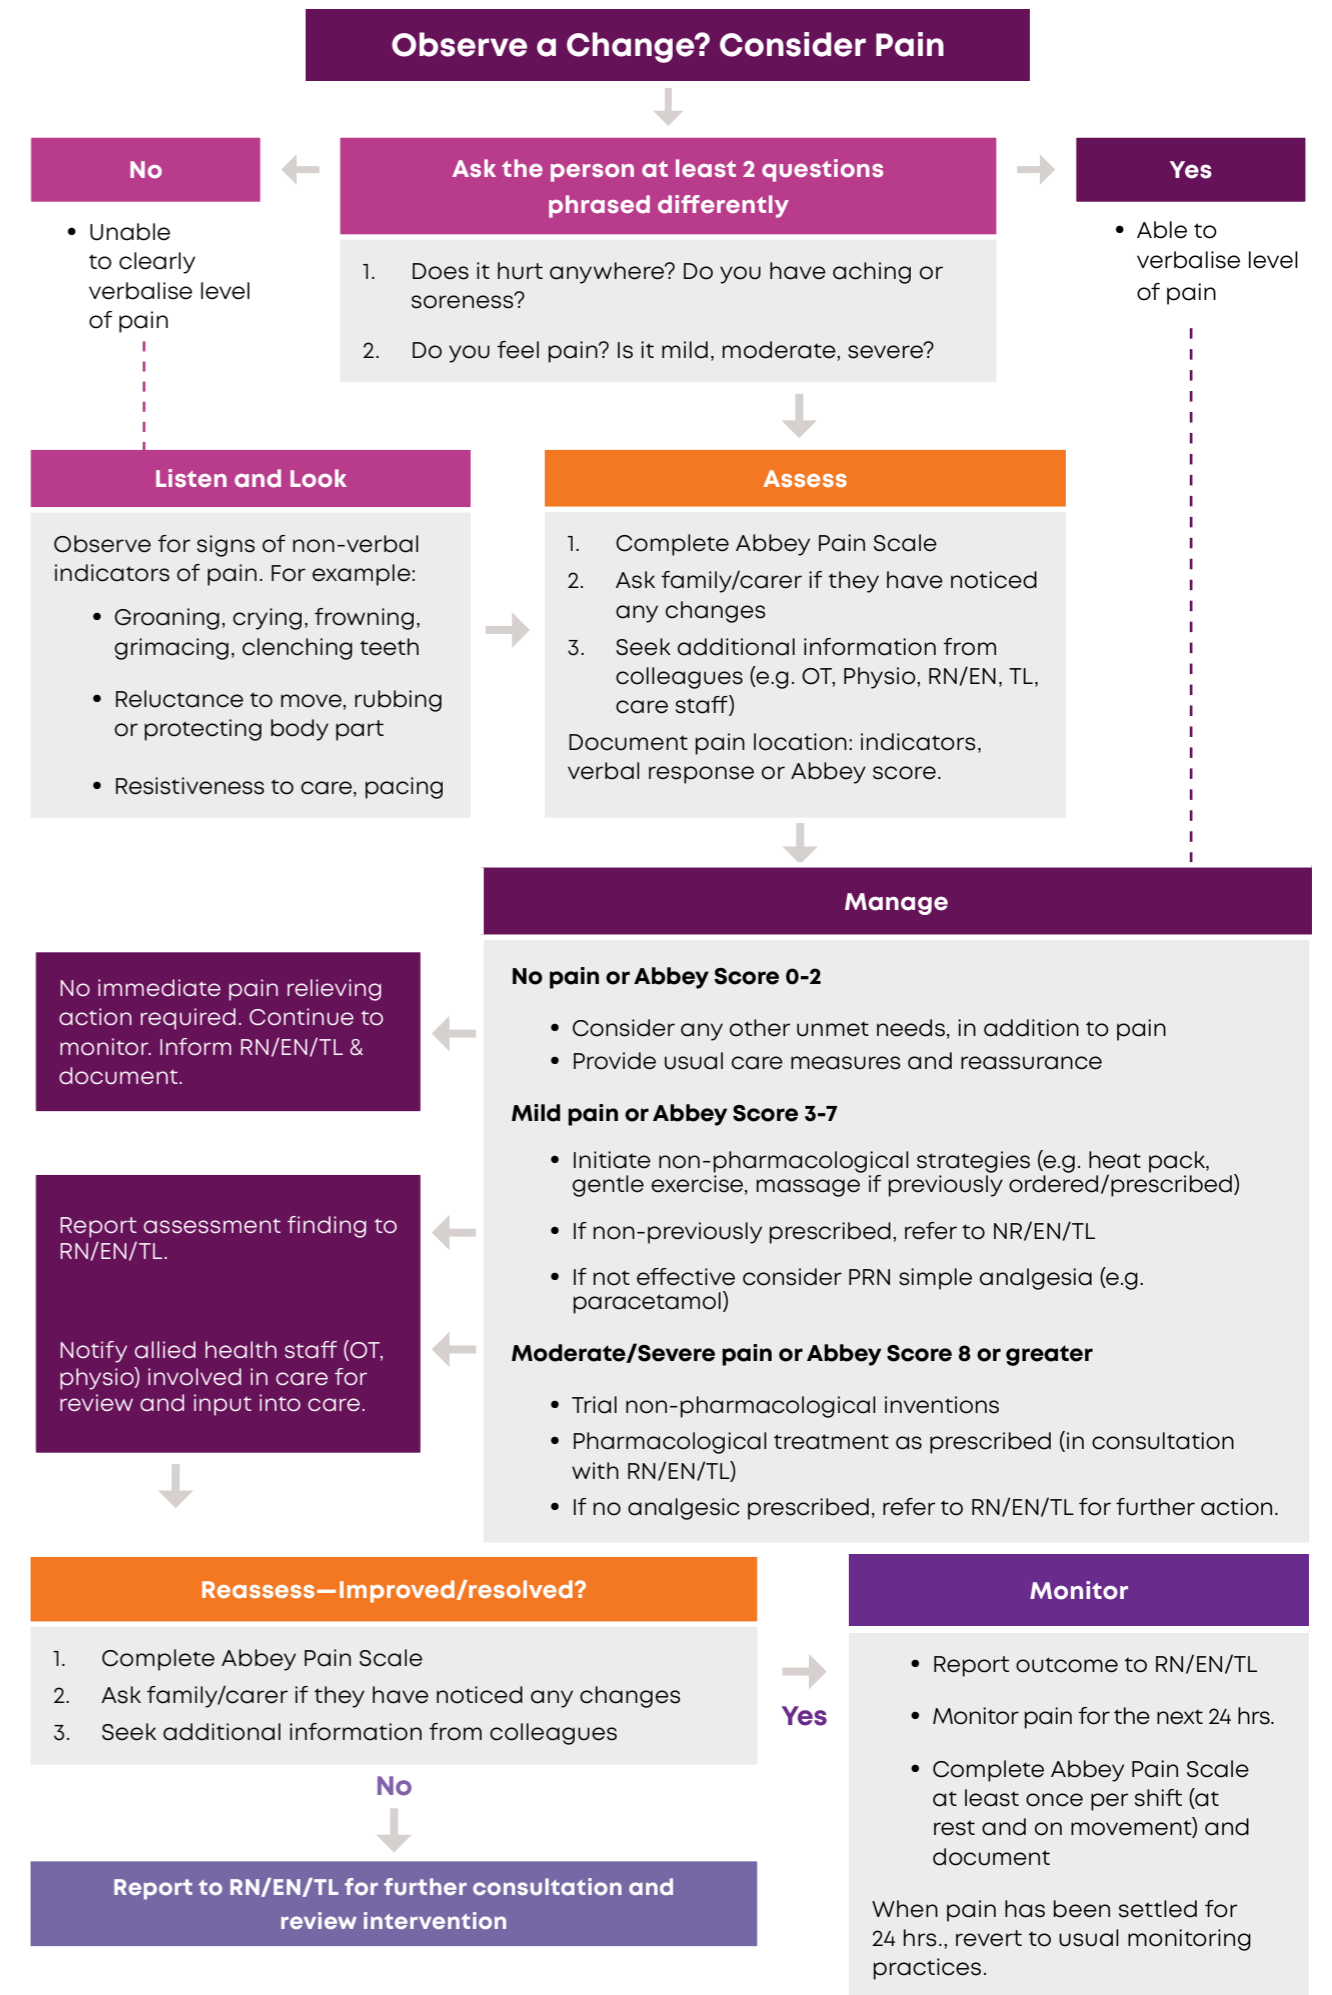 Observe a Change? Consider Pain
No
Ask the person at least 2 questions
phrased differently
Yes
• Unable
to clearly
verbalise level
of pain
1. Does it hurt anywhere? Do you have aching or
soreness?
2. Do you feel pain? Is it mild, moderate, severe?
• Able to
verbalise level
of pain
Listen and Look
Observe for signs of non-verbal
indicators of pain. For example:
• Groaning, crying, frowning,
grimacing, clenching teeth
• Reluctance to move, rubbing
or protecting body part
• Resistiveness to care, pacing
Assess
1. Complete Abbey Pain Scale
2. Ask family/carer if they have noticed
any changes
3. Seek additional information from
colleagues (e.g. OT, Physio, RN/EN, TL,
care staff)
Document pain location: indicators,
verbal response or Abbey score.
Manage
No pain or Abbey Score 0-2
• Consider any other unmet needs, in addition to pain
• Provide usual care measures and reassurance
Mild pain or Abbey Score 3-7
• Initiate non-pharmacological strategies (e.g. heat pack,
gentle exercise, massage if previously ordered/prescribed)
• If non-previously prescribed, refer to NR/EN/TL
• If not effective consider PRN simple analgesia (e.g.
paracetamol)
Moderate/Severe pain or Abbey Score 8 or greater
• Trial non-pharmacological inventions
• Pharmacological treatment as prescribed (in consultation
with RN/EN/TL)
• If no analgesic prescribed, refer to RN/EN/TL for further action.
No immediate pain relieving
action required. Continue to
monitor. Inform RN/EN/TL &
document.
Report assessment finding to
RN/EN/TL.
Notify allied health staff (OT,
physio) involved in care for
review and input into care.
Reassess—Improved/resolved?
1. Complete Abbey Pain Scale
2. Ask family/carer if they have noticed any changes
3. Seek additional information from colleagues
Yes
No
Report to RN/EN/TL for further consultation and
review intervention
Monitor
• Report outcome to RN/EN/TL
• Monitor pain for the next 24 hrs.
• Complete Abbey Pain Scale
at least once per shift (at
rest and on movement) and
document
When pain has been settled for
24 hrs., revert to usual monitoring
practices.